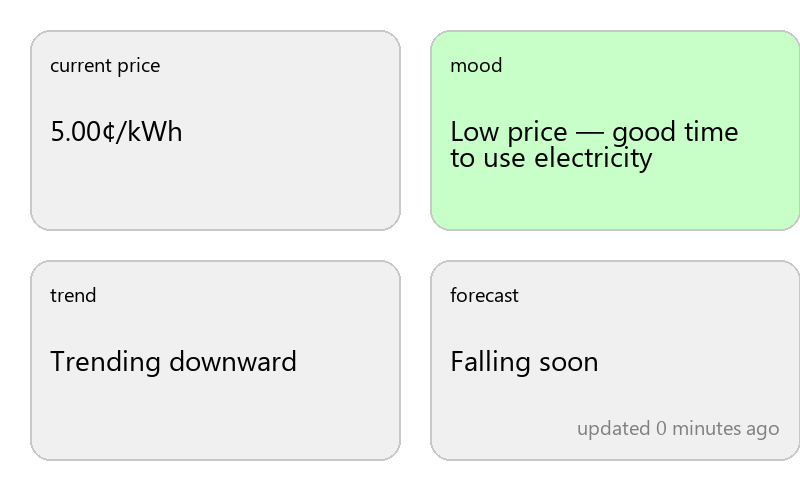 current price
5.00¢/kWh
mood
Low price — good time
to use electricity
trend
Trending downward
forecast
Falling soon
updated 0 minutes ago